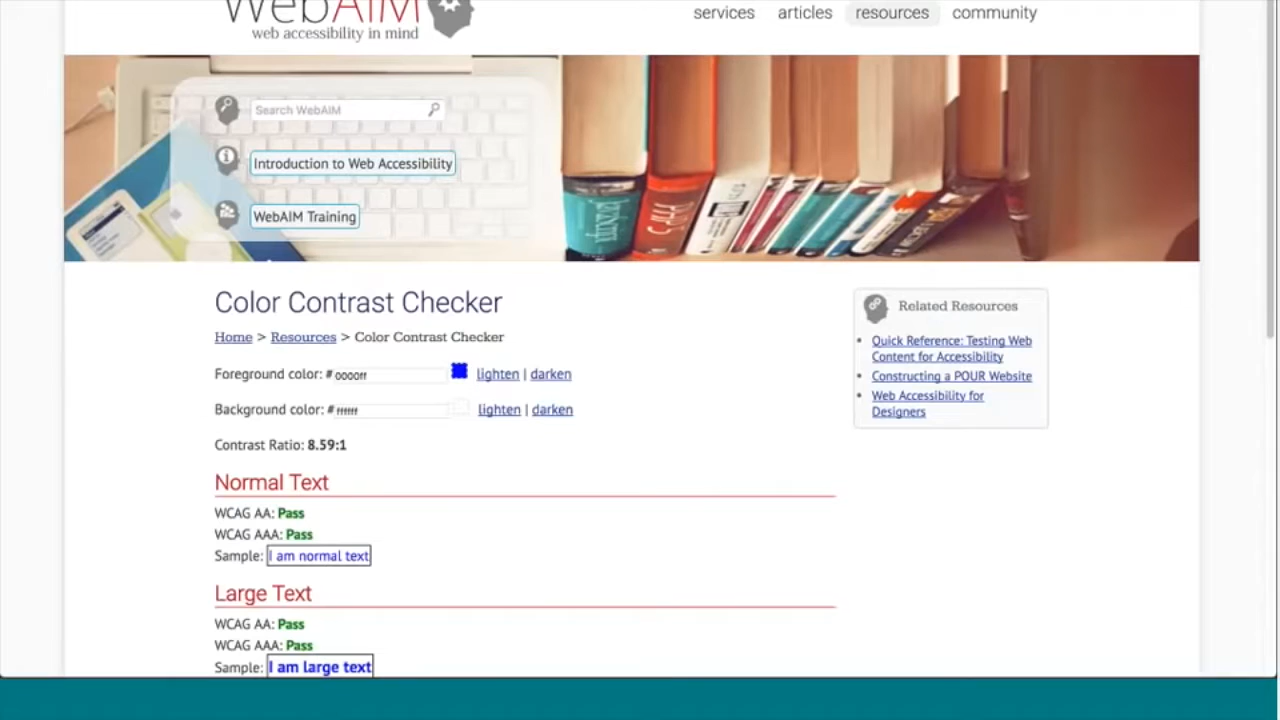 WebAIM
web accessibility in mind
services articles resources community
Search WebAIM
Introduction to Web Accessibility
WebAIM Training
Color Contrast Checker
Home > Resources > Color Contrast Checker
Foreground color: # 0000ff lighten | darken
Background color: # ffffff lighten | darken
Contrast Ratio: 8.59:1
Normal Text
WCAG AA: Pass
WCAG AAA: Pass
Sample: I am normal text
Large Text
WCAG AA: Pass
WCAG AAA: Pass
Sample: I am large text
Related Resources
• Quick Reference: Testing Web
Content for Accessibility
• Constructing a POUR Website
• Web Accessibility for
Designers